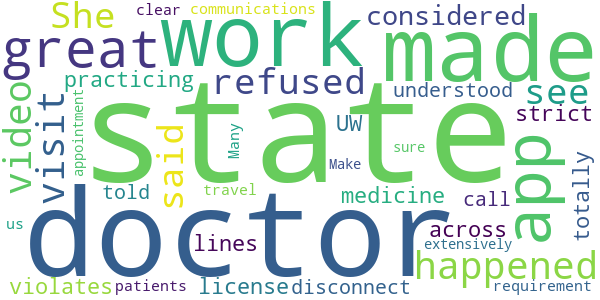 clear communications
She work made considered
great practicing refused understood see
video visit state app strict
appointment said Many UW Make sure totally
doctor told travel medicine call
us lines across extensively
happened
violates patients license disconnect requirement